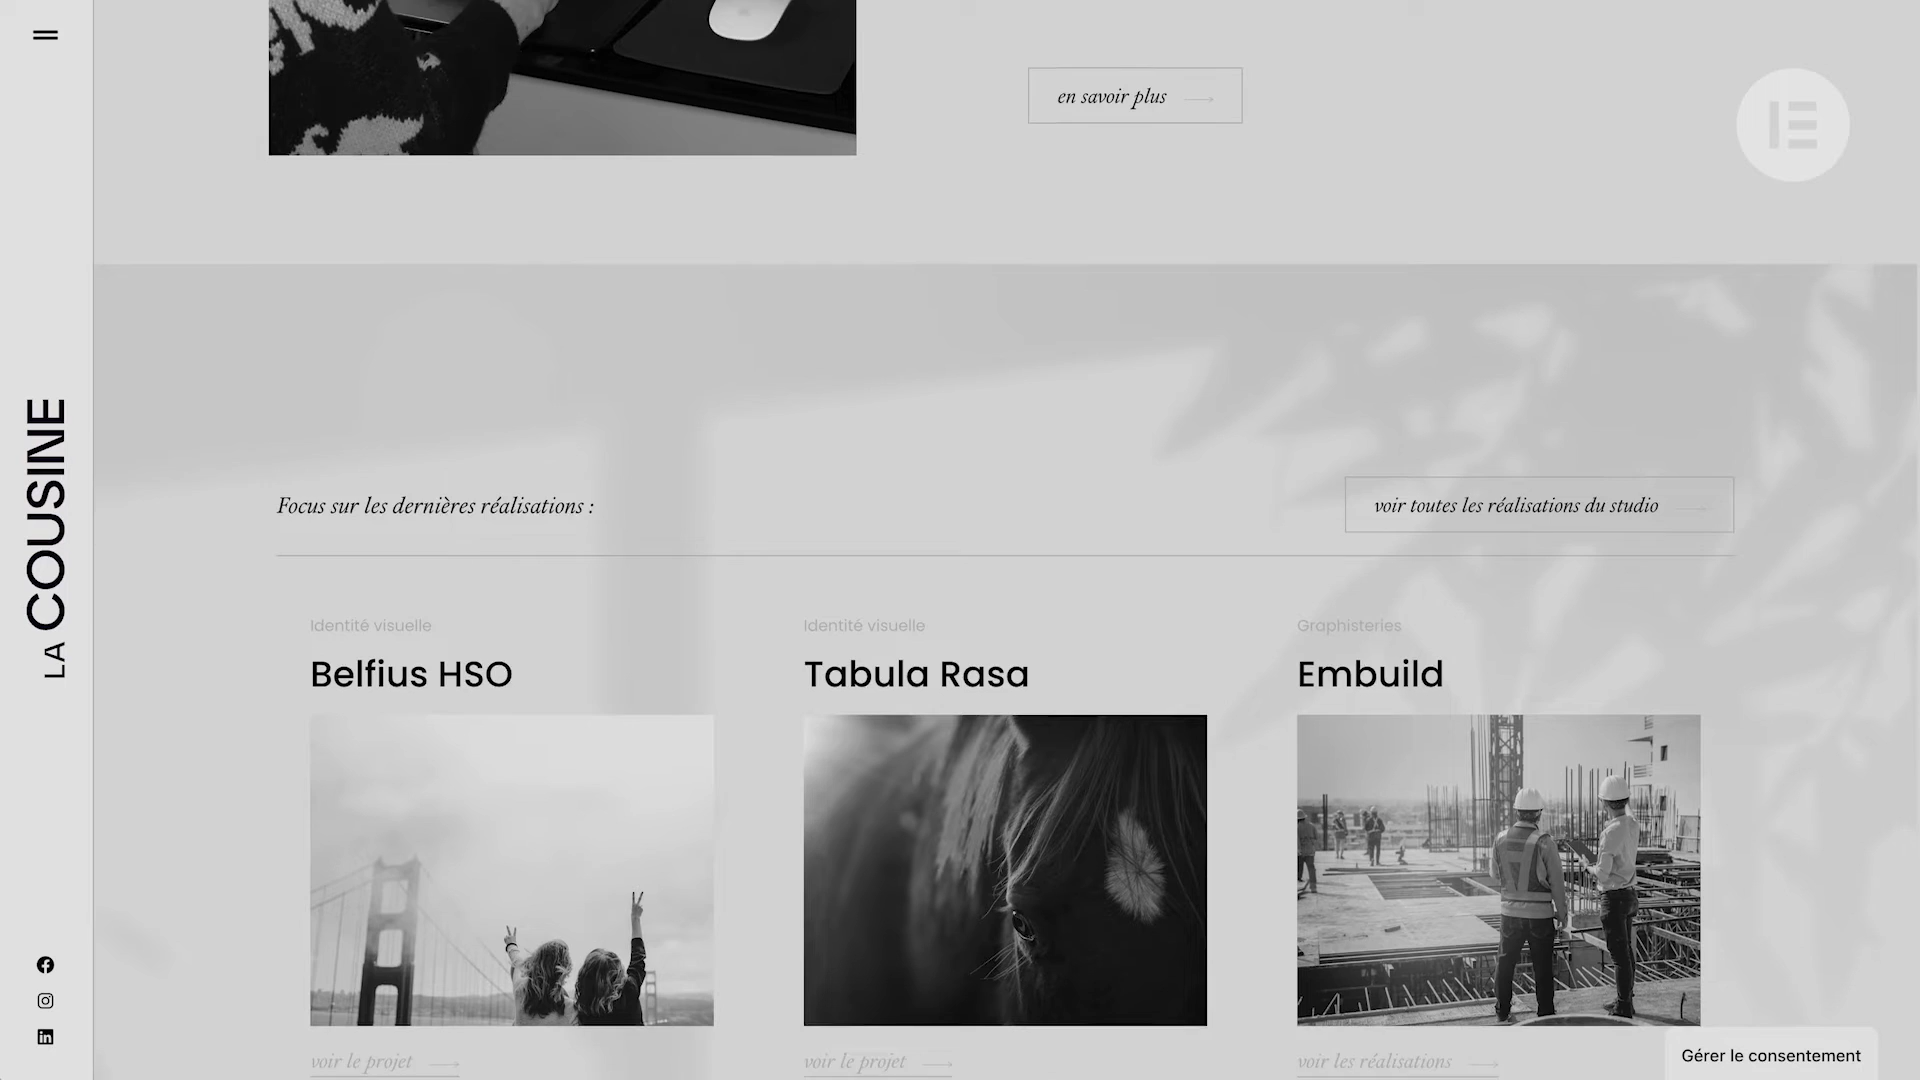 en savoir plus
LA COUSINE
Focus sur les dernières réalisations :
voir toutes les réalisations du studio
Identité visuelle
Belfius HSO
voir le projet
Identité visuelle
Tabula Rasa
voir le projet
Graphisteries
Embuild
voir les réalisations
Gérer le consentement